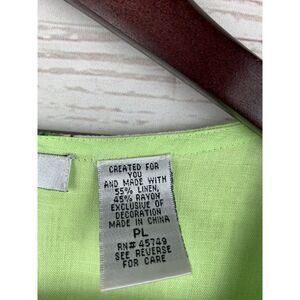 CREATED FOR
YOU
AND MADE WITH
55% LINEN,
45% RAYON
EXCLUSIVE OF
DECORATION
MADE IN CHINA
PL
RN# 45749
SEE REVERSE
FOR CARE